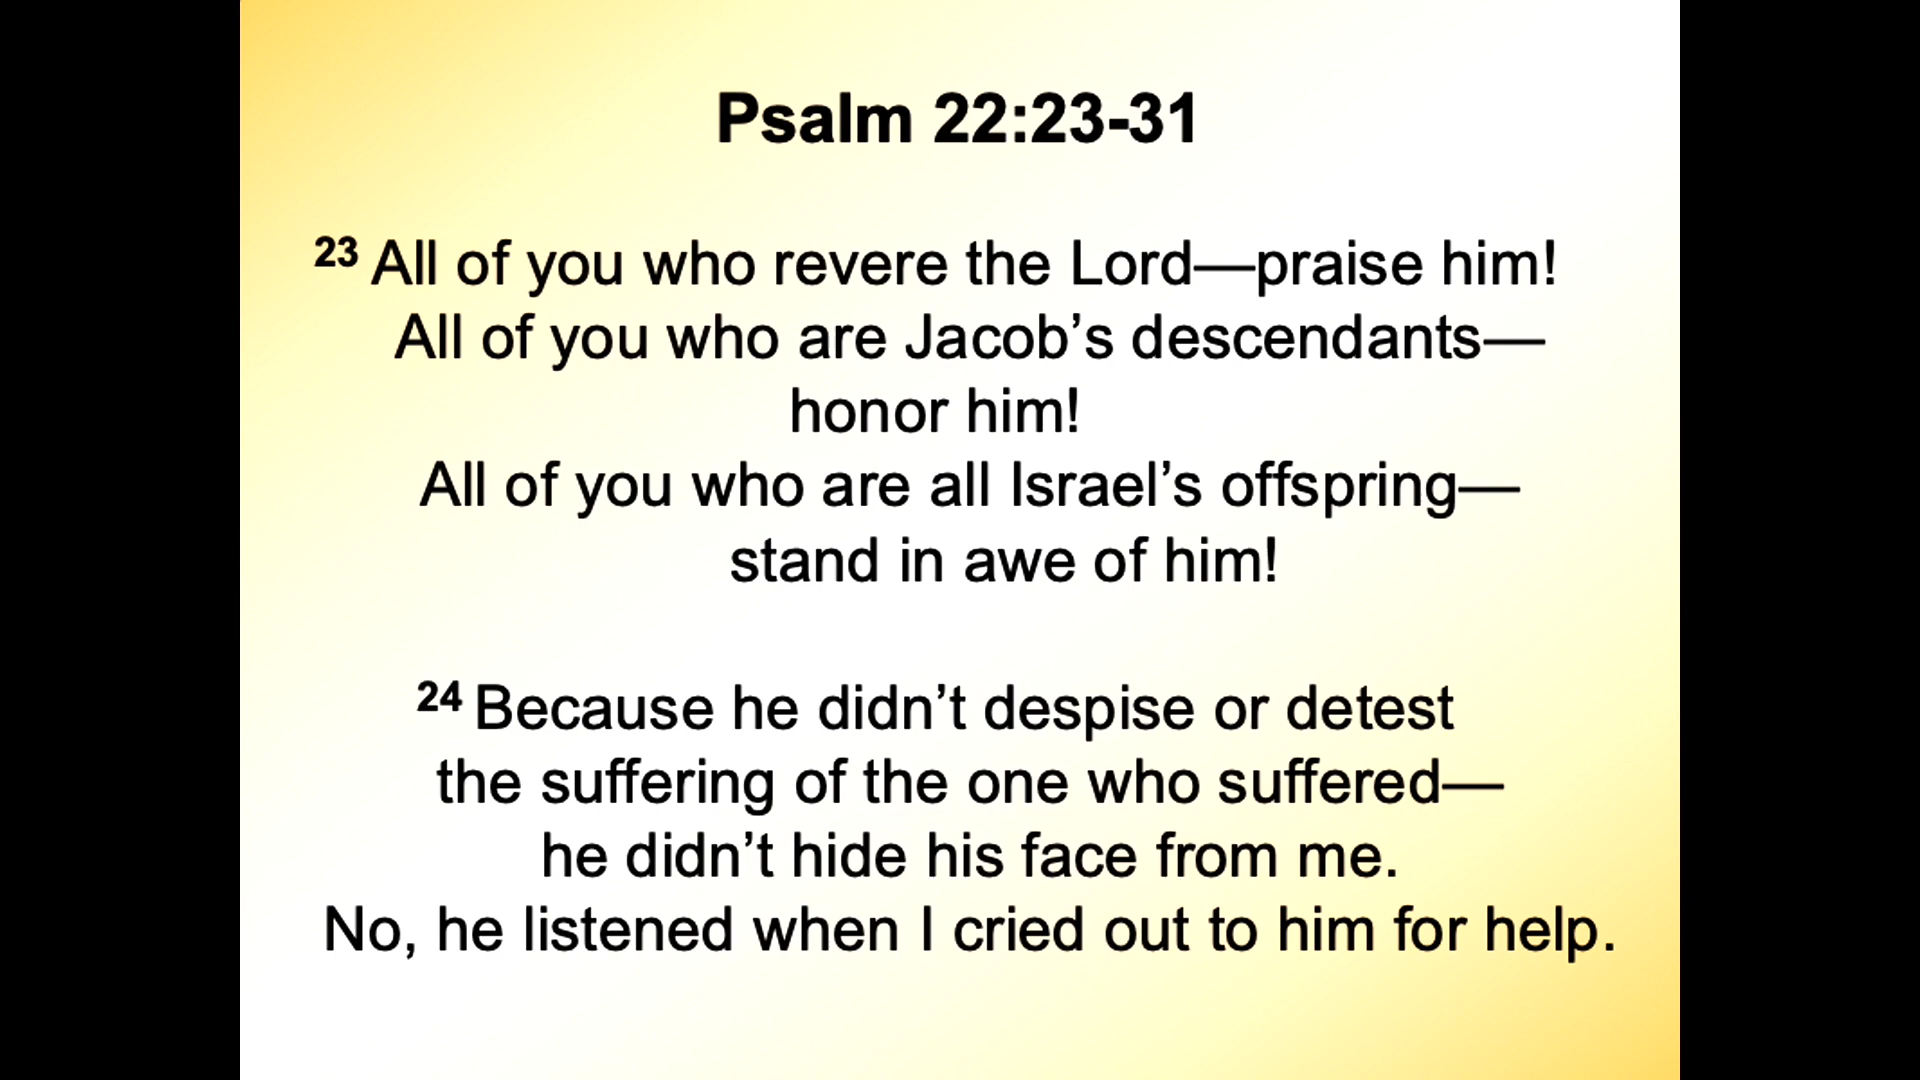 Psalm 22:23-31
23 All of you who revere the Lord—praise him!
All of you who are Jacob’s descendants—
honor him!
All of you who are all Israel’s offspring—
stand in awe of him!
24 Because he didn’t despise or detest
the suffering of the one who suffered—
he didn’t hide his face from me.
No, he listened when I cried out to him for help.